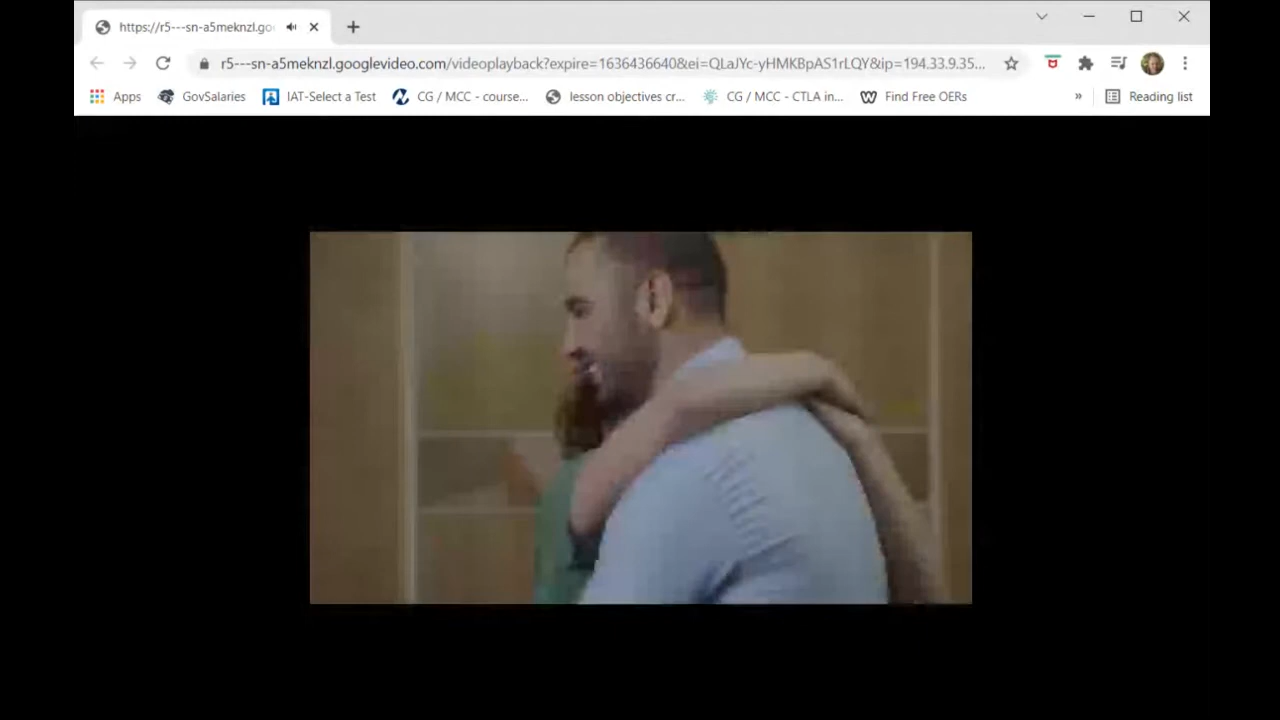 https://r5---sn-a5meknzl.go
r5---sn-a5meknzl.googlevideo.com/videoplayback?expire=1636436640&ei=QLaJYc-yHMKBpAS1rLQY&ip=194.33.9.35...
Apps GovSalaries IAT-Select a Test CG / MCC - course... lesson objectives cr... CG / MCC - CTLA in... Find Free OERs » Reading list